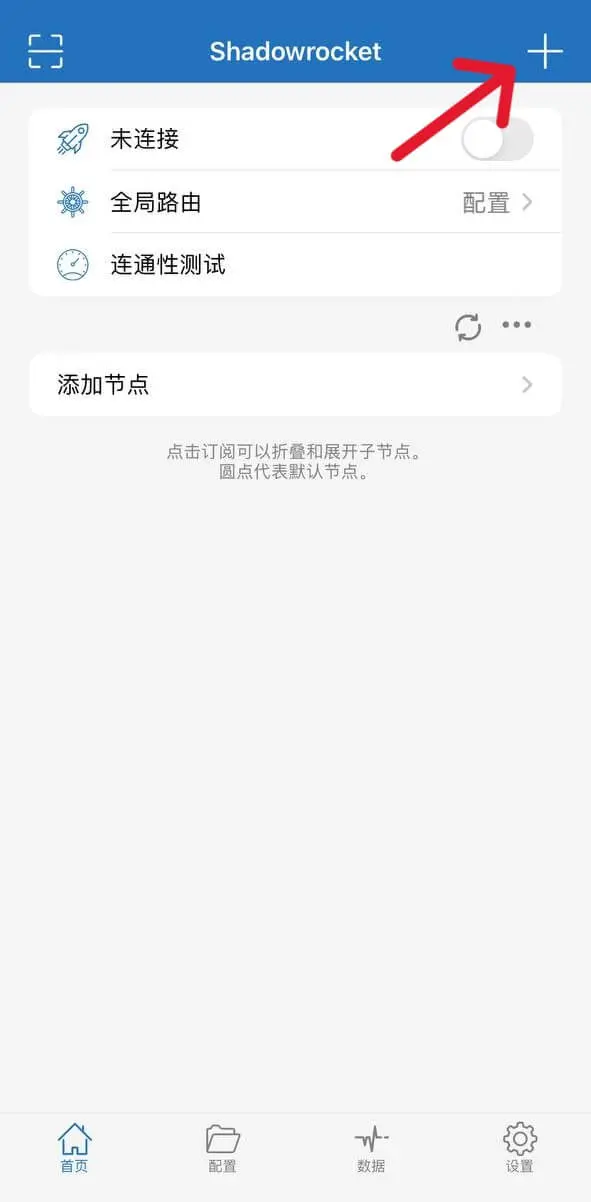 Shadowrocket
未连接
全局路由
配置
连通性测试
添加节点
点击订阅可以折叠和展开子节点。
圆点代表默认节点。
首页
配置
数据
设置